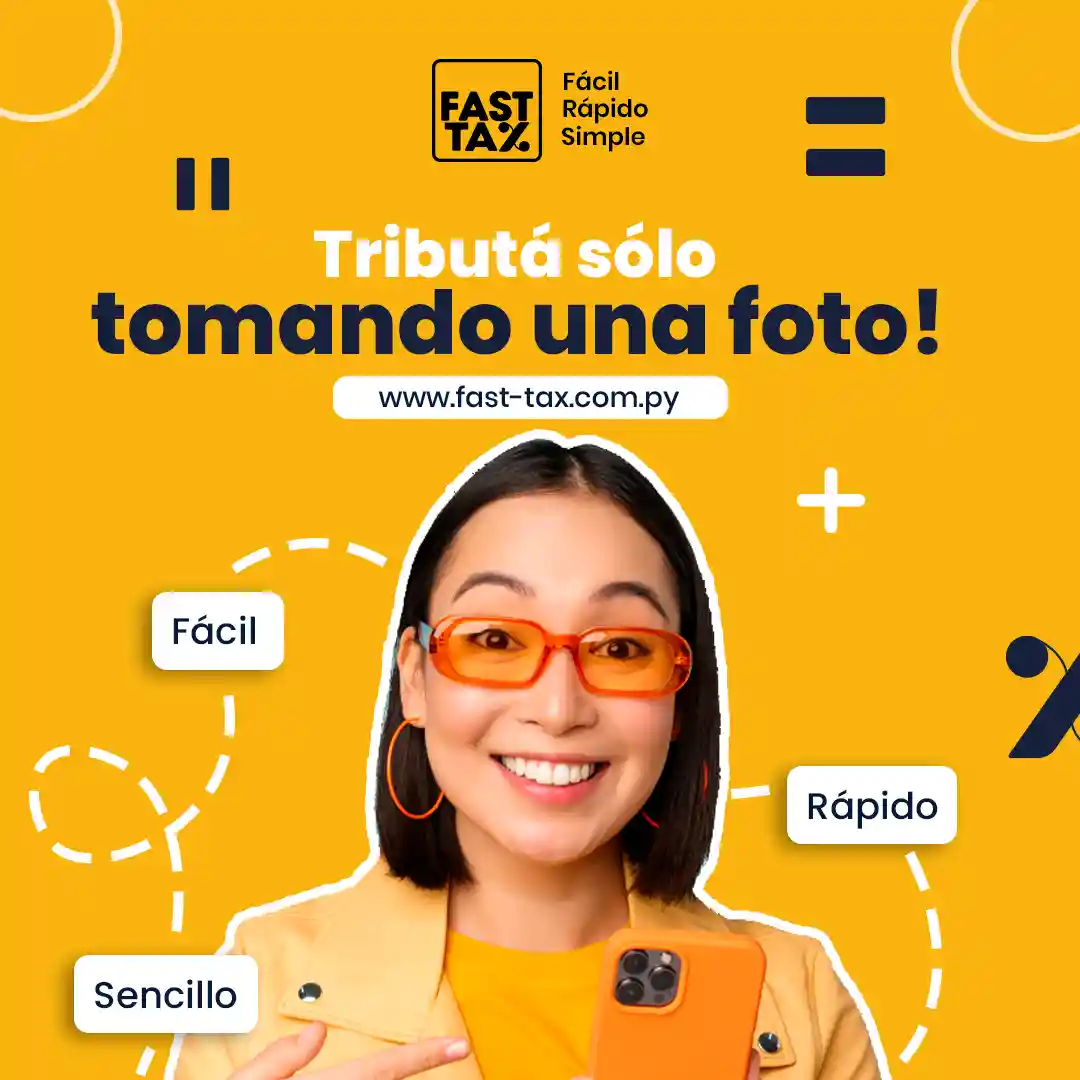 FAST
TAX
Fácil
Rápido
Simple
Tributá sólo
tomando una foto!
www.fast-tax.com.py
Fácil
Rápido
Sencillo